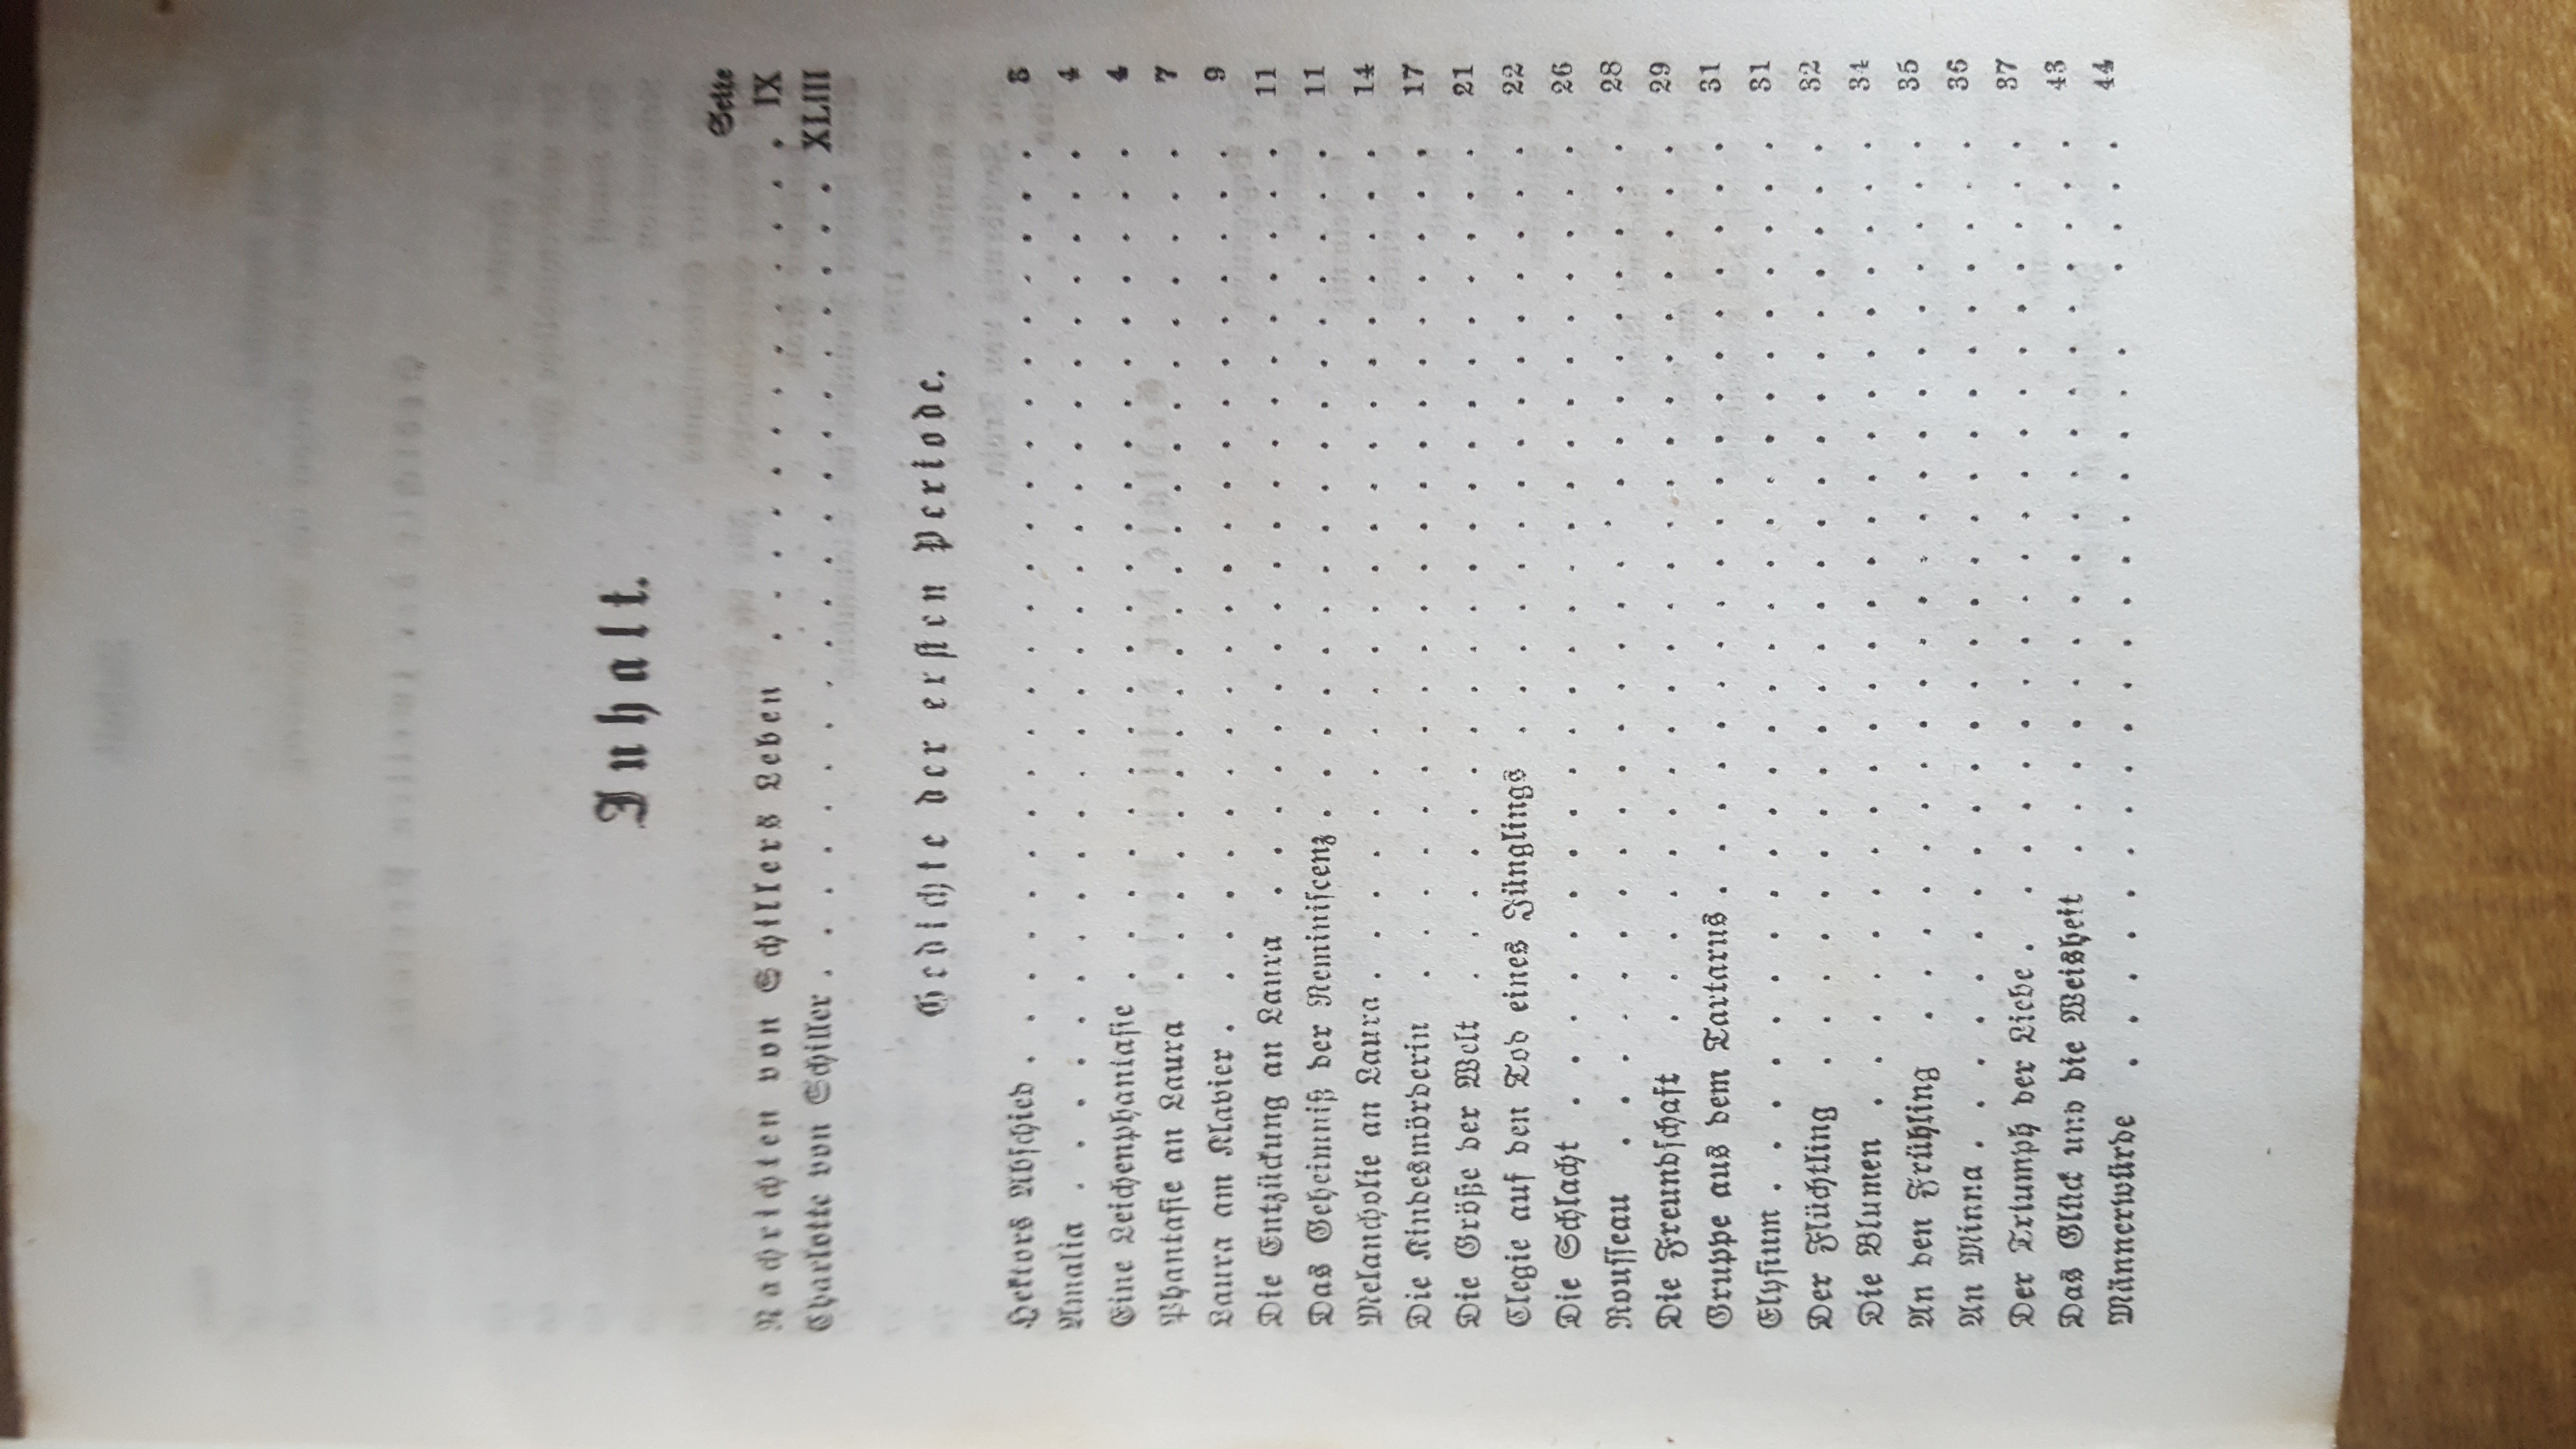 Inhalt.
Seite
Nachrichten von Schillers Leben . . . . . . . . . . . . . IX
Charlotte von Schiller . . . . . . . . . . . . . . . . . . . . XLIII
Gedichte der ersten Periode.
Hektors Abschied . . . . . . . . . . . . . . . . . . . . . . . 3
Amalia . . . . . . . . . . . . . . . . . . . . . . . . . . 4
Eine Leichenphantasie . . . . . . . . . . . . . . . . . . . . . 4
Phantasie an Laura . . . . . . . . . . . . . . . . . . . . . 7
Laura am Klavier . . . . . . . . . . . . . . . . . . . . . . 9
Die Entzückung an Laura . . . . . . . . . . . . . . . . . . . 11
Das Geheimniß der Reminiscenz . . . . . . . . . . . . . . . . . 11
Melancholie an Laura . . . . . . . . . . . . . . . . . . . . . 14
Die Kindesmörderin . . . . . . . . . . . . . . . . . . . . . 17
Die Größe der Welt . . . . . . . . . . . . . . . . . . . . . 21
Elegie auf den Tod eines Jünglings . . . . . . . . . . . . . . . 22
Die Schlacht . . . . . . . . . . . . . . . . . . . . . . . . 26
Rousseau . . . . . . . . . . . . . . . . . . . . . . . . . 28
Die Freundschaft . . . . . . . . . . . . . . . . . . . . . . 29
Gruppe aus dem Tartarus . . . . . . . . . . . . . . . . . . . 31
Elysium . . . . . . . . . . . . . . . . . . . . . . . . . . 31
Der Flüchtling . . . . . . . . . . . . . . . . . . . . . . . 32
Die Blumen . . . . . . . . . . . . . . . . . . . . . . . . 34
An den Frühling . . . . . . . . . . . . . . . . . . . . . . 35
An Minna . . . . . . . . . . . . . . . . . . . . . . . . . 36
Der Triumph der Liebe . . . . . . . . . . . . . . . . . . . . 37
Das Glück und die Weisheit . . . . . . . . . . . . . . . . . . 43
Männerwürde . . . . . . . . . . . . . . . . . . . . . . . 44